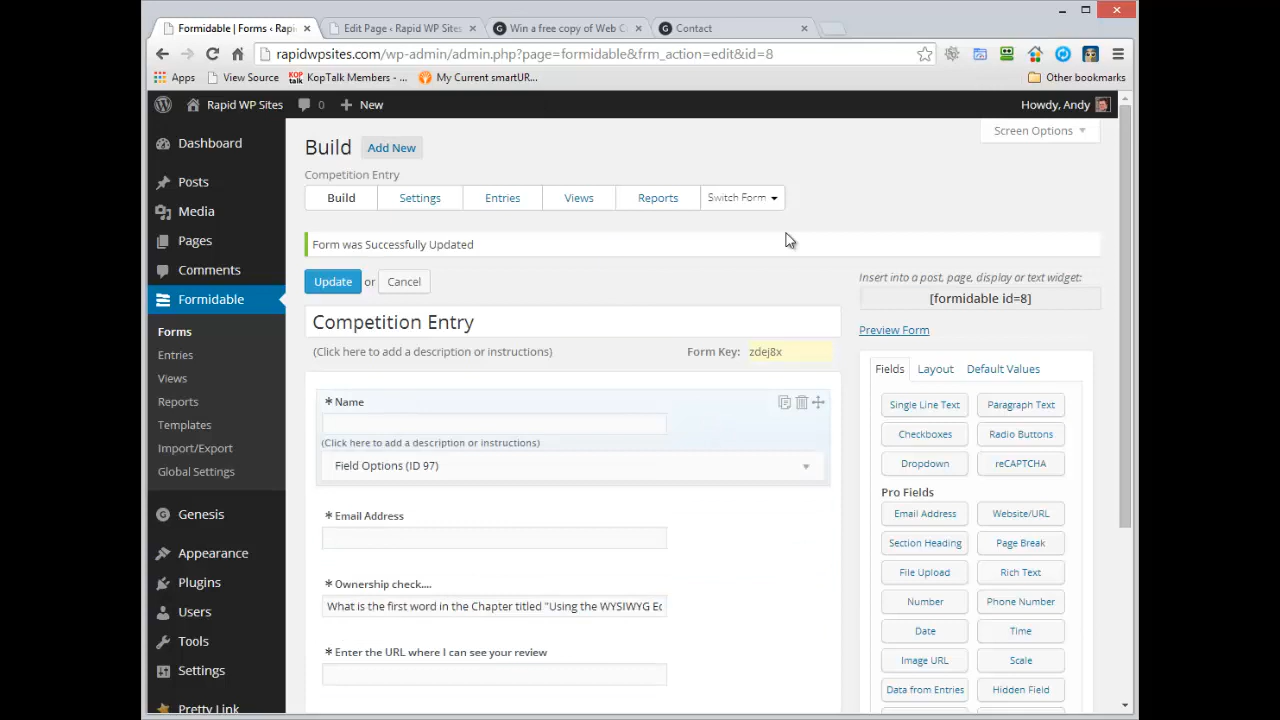 Formidable | Forms ‹ Rapi
Edit Page ‹ Rapid WP Sites
Win a free copy of Web C
Contact
rapidwpsites.com/wp-admin/admin.php?page=formidable&frm_action=edit&id=8
Apps
View Source
KOP talk
KopTalk Members - ...
My Current smartUR...
Other bookmarks
Rapid WP Sites
0
New
Howdy, Andy
Screen Options
Dashboard
Posts
Media
Pages
Comments
Formidable
Forms
Entries
Views
Reports
Templates
Import/Export
Global Settings
Genesis
Appearance
Plugins
Users
Tools
Settings
Pretty Link
Build
Add New
Competition Entry
Build
Settings
Entries
Views
Reports
Switch Form
Form was Successfully Updated
Update
or
Cancel
Competition Entry
(Click here to add a description or instructions)
Form Key:
zdej8x
* Name
(Click here to add a description or instructions)
Field Options (ID 97)
* Email Address
* Ownership check....
What is the first word in the Chapter titled "Using the WYSIWYG Ec
* Enter the URL where I can see your review
Insert into a post, page, display or text widget:
[formidable id=8]
Preview Form
Fields
Layout
Default Values
Single Line Text
Paragraph Text
Checkboxes
Radio Buttons
Dropdown
reCAPTCHA
Pro Fields
Email Address
Website/URL
Section Heading
Page Break
File Upload
Rich Text
Number
Phone Number
Date
Time
Image URL
Scale
Data from Entries
Hidden Field